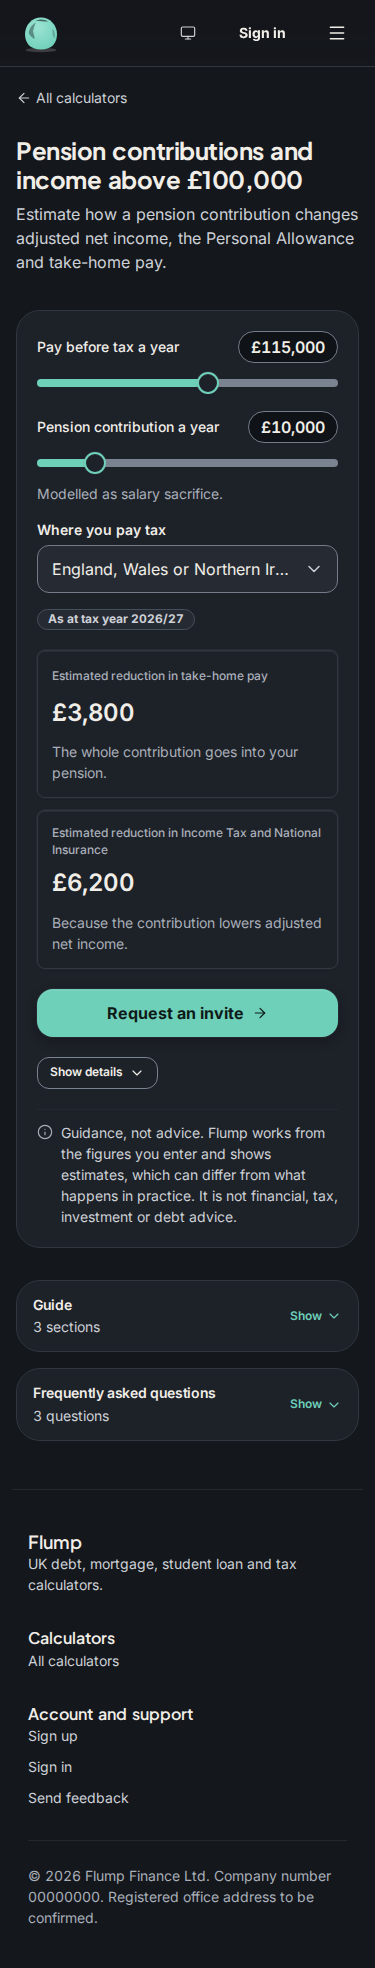 Sign in
← All calculators
Pension contributions and
income above £100,000
Estimate how a pension contribution changes
adjusted net income, the Personal Allowance
and take-home pay.
Pay before tax a year
£115,000
Pension contribution a year
£10,000
Modelled as salary sacrifice.
Where you pay tax
England, Wales or Northern Ir...
As at tax year 2026/27
Estimated reduction in take-home pay
£3,800
The whole contribution goes into your
pension.
Estimated reduction in Income Tax and National
Insurance
£6,200
Because the contribution lowers adjusted
net income.
Request an invite →
Show details
Guidance, not advice. Flump works from
the figures you enter and shows
estimates, which can differ from what
happens in practice. It is not financial, tax,
investment or debt advice.
Guide
3 sections
Show
Frequently asked questions
3 questions
Show
Flump
UK debt, mortgage, student loan and tax
calculators.
Calculators
All calculators
Account and support
Sign up
Sign in
Send feedback
© 2026 Flump Finance Ltd. Company number
00000000. Registered office address to be
confirmed.